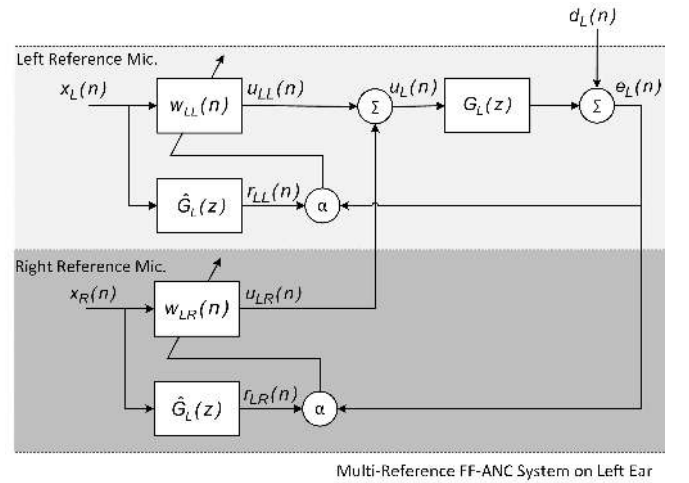 d_L(n)
Left Reference Mic.
x_L(n)
w_LL(n)
u_LL(n)
Σ
u_L(n)
G_L(z)
Σ
e_L(n)
Ĝ_L(z)
r_LL(n)
α
Right Reference Mic.
x_R(n)
w_LR(n)
u_LR(n)
Ĝ_L(z)
r_LR(n)
α
Multi-Reference FF-ANC System on Left Ear